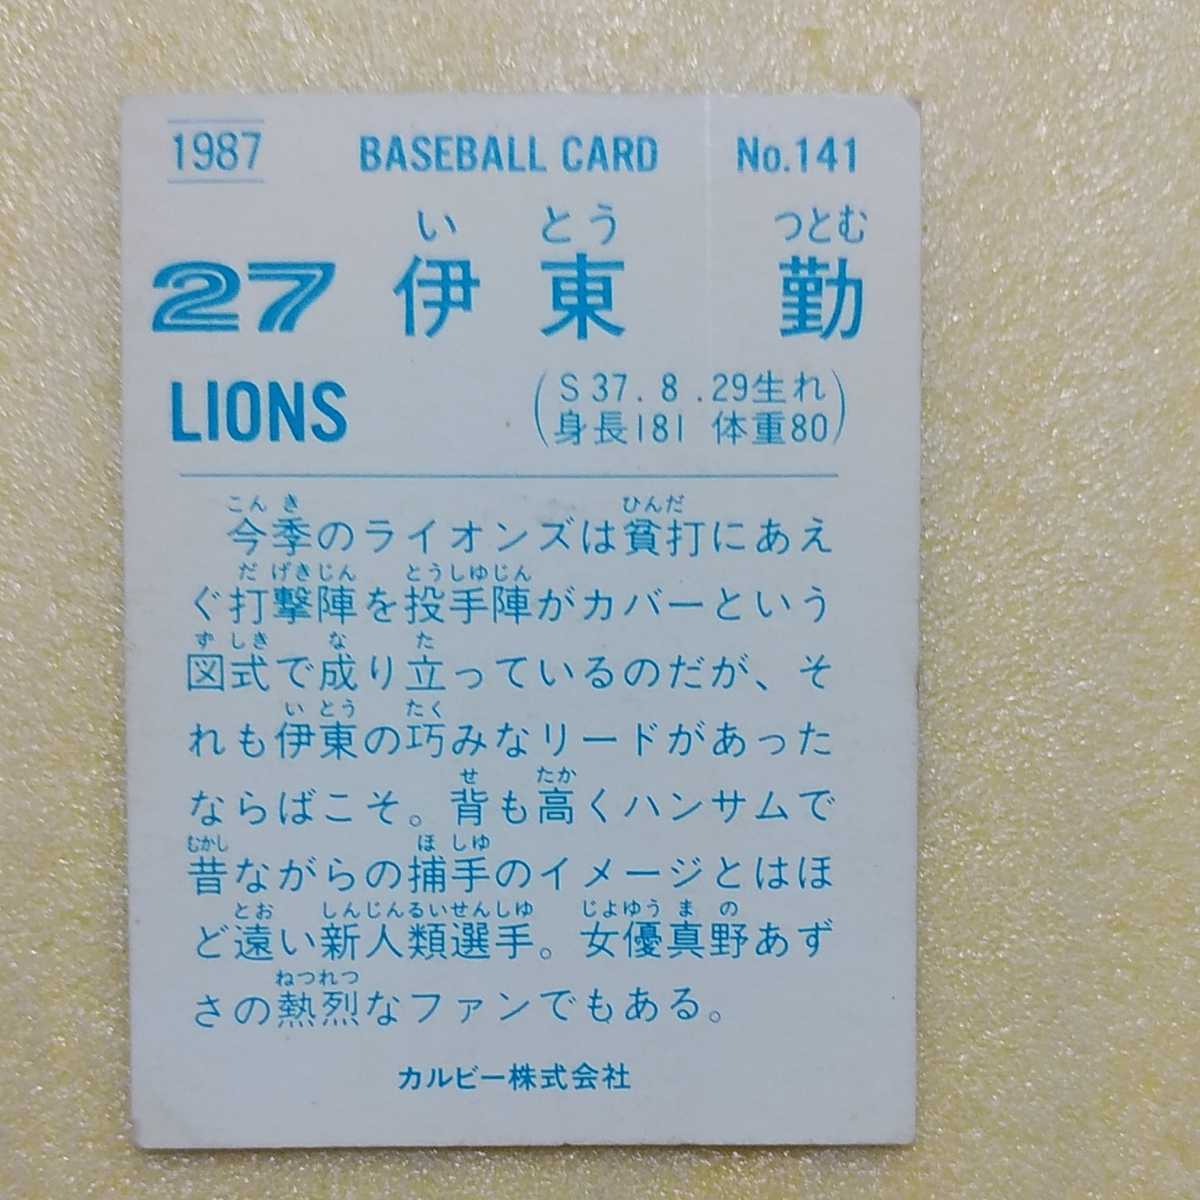 1987 BASEBALL CARD No.141
い とう つとむ
27 伊東 勤
LIONS
(S37.8.29生れ
身長181 体重80)
こん き ひんだ
今季のライオンズは貧打にあえ
だ げきじん とうしゆじん
ぐ打撃陣を投手陣がカバーという
ず しき な た
図式で成り立っているのだが、そ
い とう たく
れも伊東の巧みなリードがあった
せ たか
ならばこそ。背も高くハンサムで
むかし ほ しゆ
昔ながらの捕手のイメージとはほ
とお しんじんるいせんしゆ じよゆう ま の
ど遠い新人類選手。女優真野あず
ねつれつ
さの熱烈なファンでもある。
カルビー株式会社